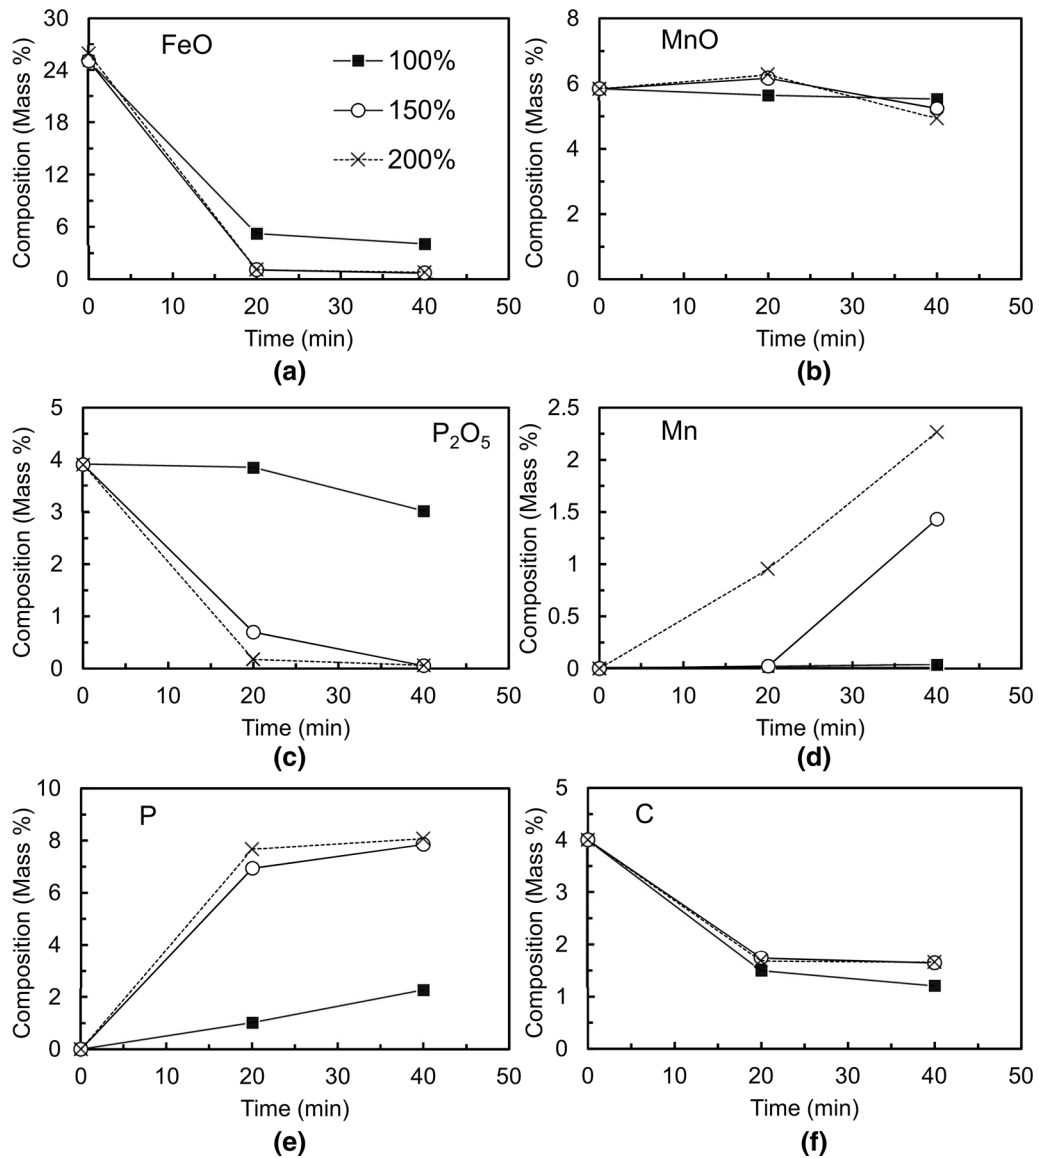 30
24
18
12
6
0
Composition (Mass %)
FeO
100%
150%
200%
0 10 20 30 40 50
Time (min)
(a)
8
6
4
2
0
Composition (Mass %)
MnO
0 10 20 30 40 50
Time (min)
(b)
5
4
3
2
1
0
Composition (Mass %)
P₂O₅
0 10 20 30 40 50
Time (min)
(c)
2.5
2
1.5
1
0.5
0
Composition (Mass %)
Mn
0 10 20 30 40 50
Time (min)
(d)
10
8
6
4
2
0
Composition (Mass %)
P
0 10 20 30 40 50
Time (min)
(e)
5
4
3
2
1
0
Composition (Mass %)
C
0 10 20 30 40 50
Time (min)
(f)